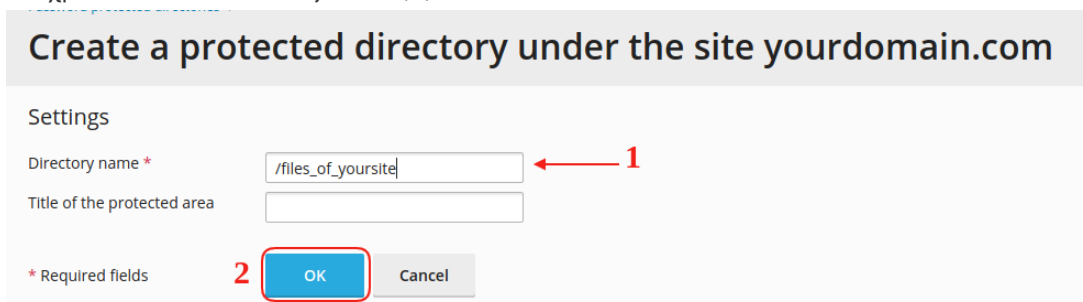 Create a protected directory under the site yourdomain.com
Settings
Directory name *
/files_of_yoursite
1
Title of the protected area
* Required fields
2
OK
Cancel